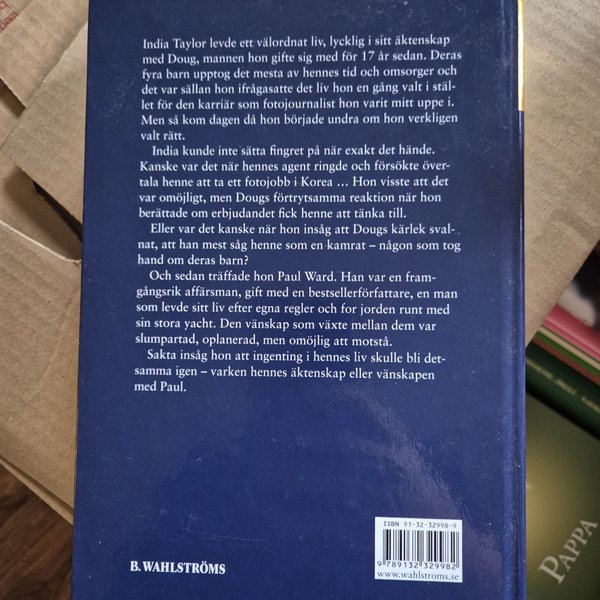 India Taylor levde ett välordnat liv, lycklig i sitt äktenskap
med Doug, mannen hon gifte sig med för 17 år sedan. Deras
fyra barn upptog det mesta av hennes tid och omsorger och
det var sällan hon ifrågasatte det liv hon en gång valt i stäl-
let för den karriär som fotojournalist hon varit mitt uppe i.
Men så kom dagen då hon började undra om hon verkligen
valt rätt.
India kunde inte sätta fingret på när exakt det hände.
Kanske var det när hennes agent ringde och försökte över-
tala henne att ta ett fotojobb i Korea … Hon visste att det
var omöjligt, men Dougs förtrytsamma reaktion när hon
berättade om erbjudandet fick henne att tänka till.
Eller var det kanske när hon insåg att Dougs kärlek sval-
nat, att han mest såg henne som en kamrat – någon som tog
hand om deras barn?
Och sedan träffade hon Paul Ward. Han var en fram-
gångsrik affärsman, gift med en bestsellerförfattare, en man
som levde sitt liv efter egna regler och for jorden runt med
sin stora yacht. Den vänskap som växte mellan dem var
slumpartad, oplanerad, men omöjlig att motstå.
Sakta insåg hon att ingenting i hennes liv skulle bli det-
samma igen – varken hennes äktenskap eller vänskapen
med Paul.
ISBN 91-32-32998-9
9 789132 329982
www.wahlstroms.se
B. WAHLSTRÖMS
PAPPA